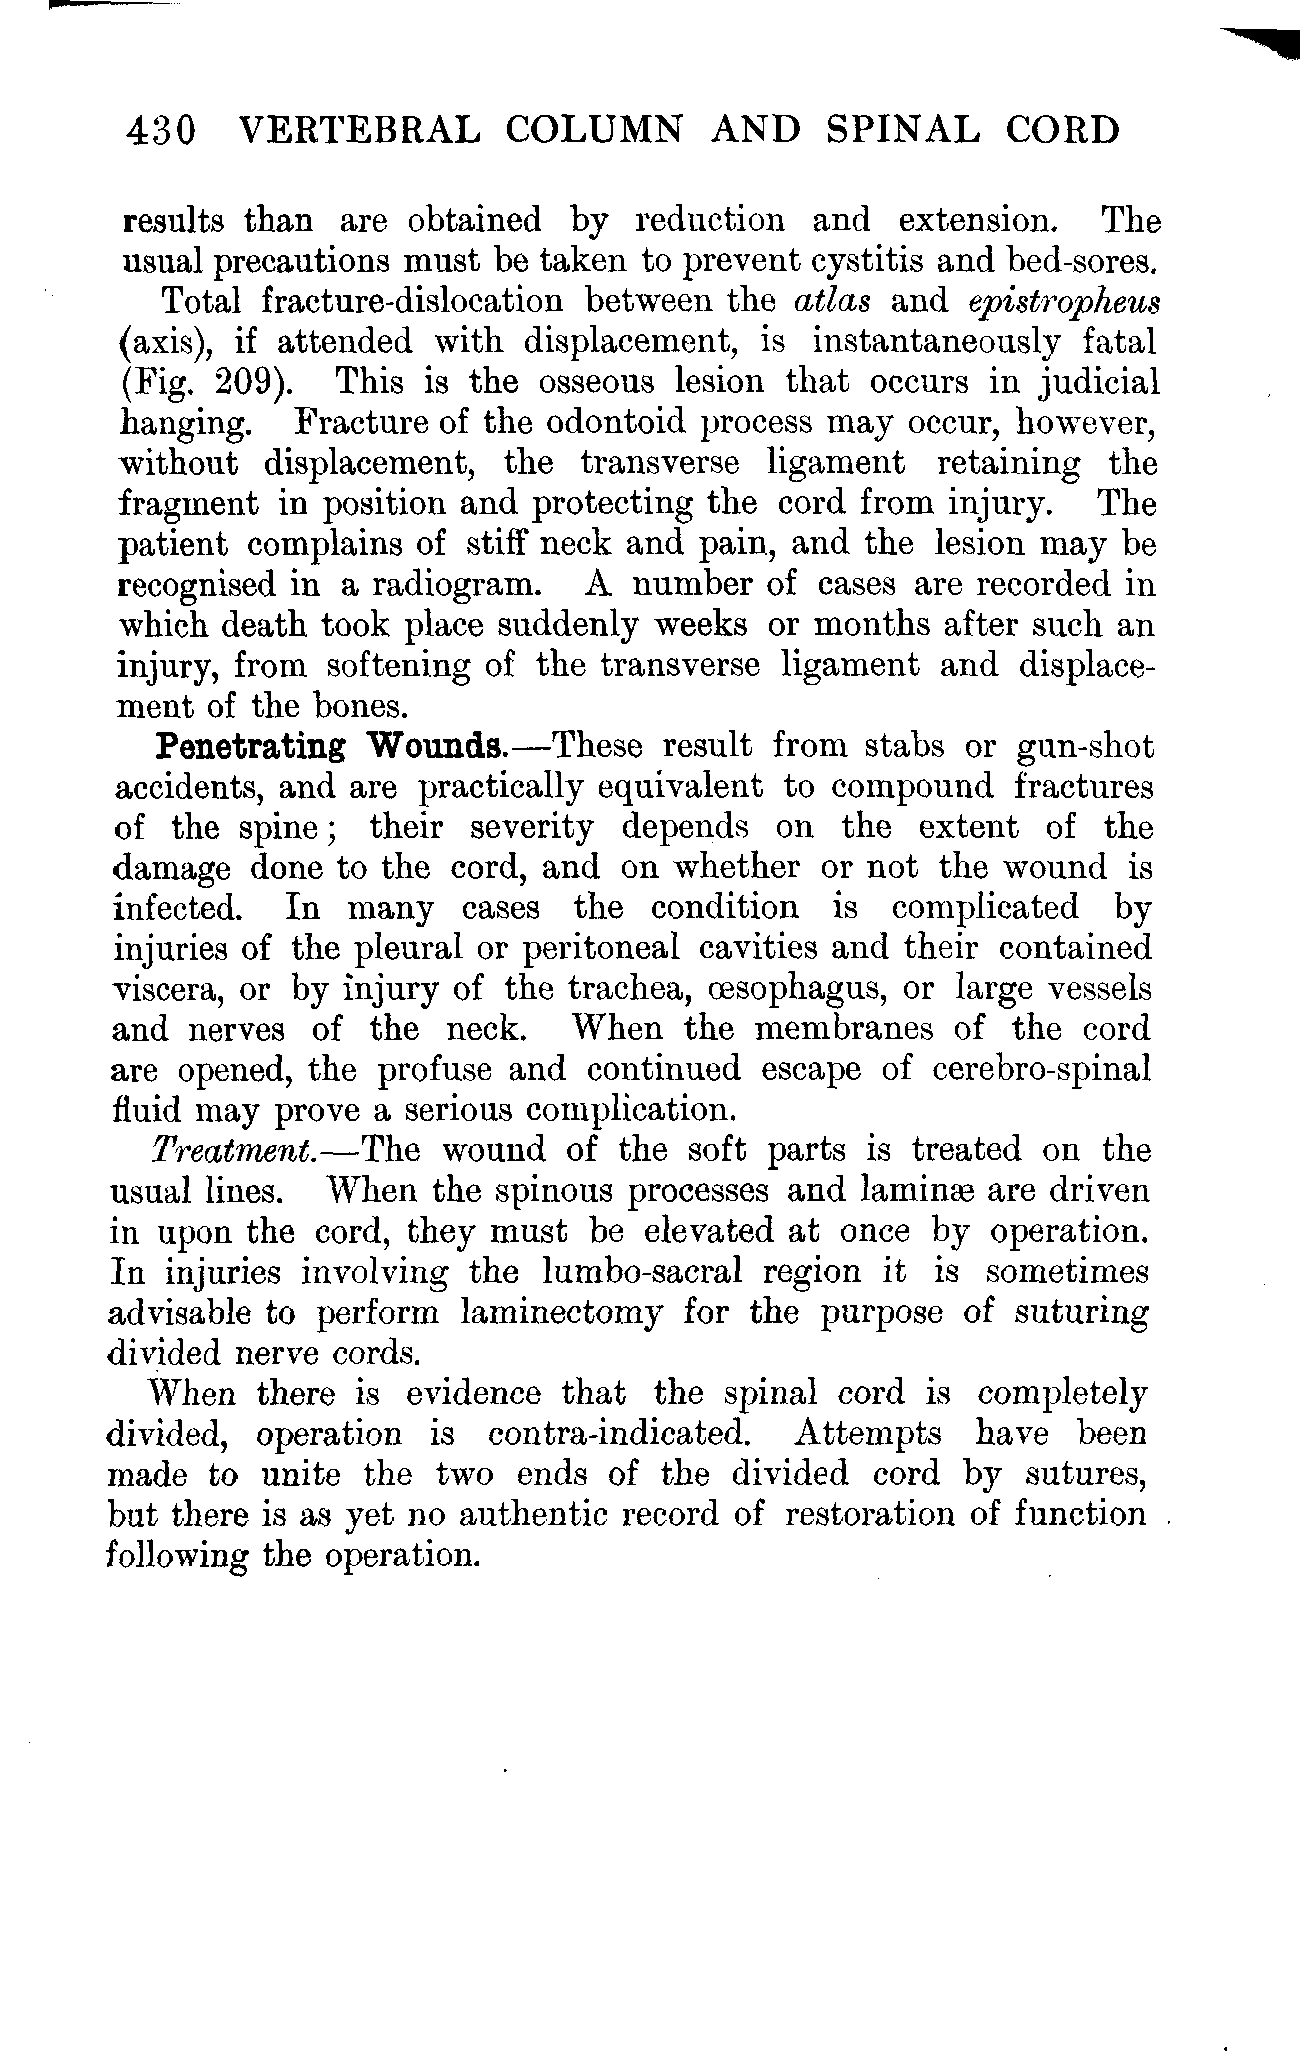 430 VERTEBRAL COLUMN AND SPINAL CORD
results than are obtained by reduction and extension. The
usual precautions must be taken to prevent cystitis and bed-sores.
Total fracture-dislocation between the atlas and epistropheus
(axis), if attended with displacement, is instantaneously fatal
(Fig. 209). This is the osseous lesion that occurs in judicial
hanging. Fracture of the odontoid process may occur, however,
without displacement, the transverse ligament retaining the
fragment in position and protecting the cord from injury. The
patient complains of stiff neck and pain, and the lesion may be
recognised in a radiogram. A number of cases are recorded in
which death took place suddenly weeks or months after such an
injury, from softening of the transverse ligament and displace-
ment of the bones.
Penetrating Wounds.—These result from stabs or gun-shot
accidents, and are practically equivalent to compound fractures
of the spine; their severity depends on the extent of the
damage done to the cord, and on whether or not the wound is
infected. In many cases the condition is complicated by
injuries of the pleural or peritoneal cavities and their contained
viscera, or by injury of the trachea, œsophagus, or large vessels
and nerves of the neck. When the membranes of the cord
are opened, the profuse and continued escape of cerebro-spinal
fluid may prove a serious complication.
Treatment.—The wound of the soft parts is treated on the
usual lines. When the spinous processes and laminæ are driven
in upon the cord, they must be elevated at once by operation.
In injuries involving the lumbo-sacral region it is sometimes
advisable to perform laminectomy for the purpose of suturing
divided nerve cords.
When there is evidence that the spinal cord is completely
divided, operation is contra-indicated. Attempts have been
made to unite the two ends of the divided cord by sutures,
but there is as yet no authentic record of restoration of function
following the operation.